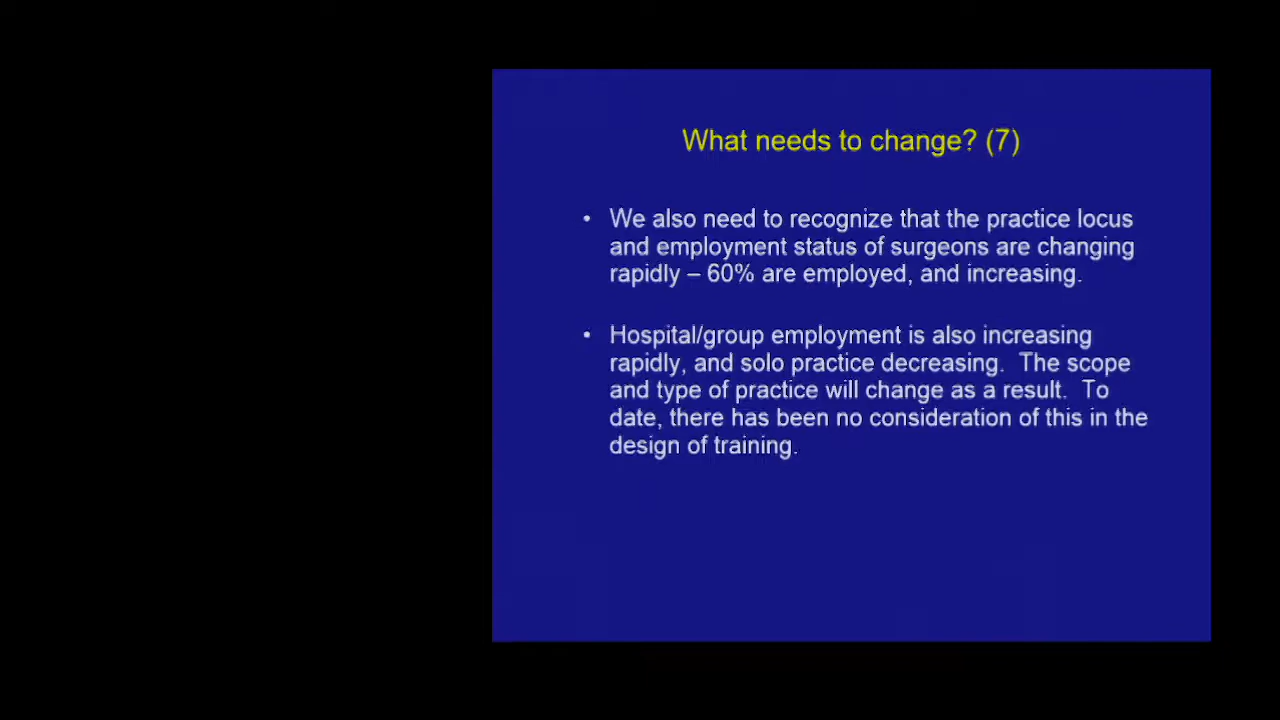 What needs to change? (7)
• We also need to recognize that the practice locus
and employment status of surgeons are changing
rapidly – 60% are employed, and increasing.
• Hospital/group employment is also increasing
rapidly, and solo practice decreasing.  The scope
and type of practice will change as a result.  To
date, there has been no consideration of this in the
design of training.